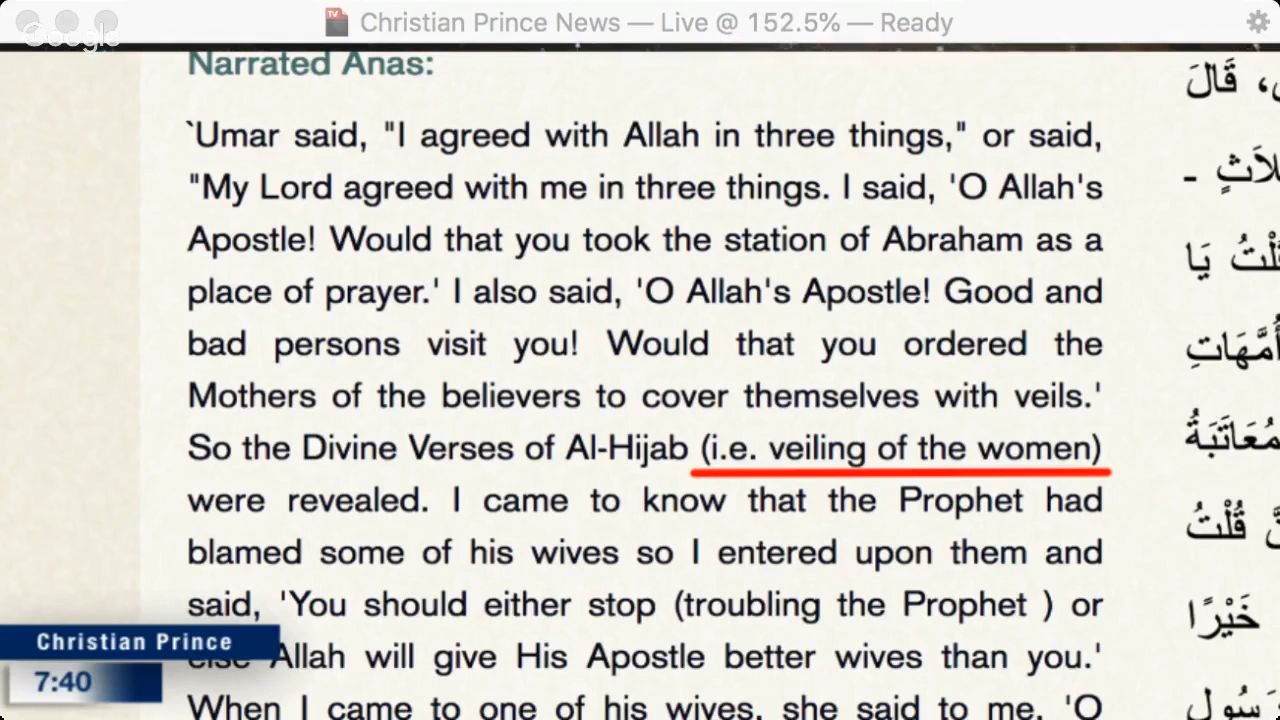 Christian Prince News — Live @ 152.5% — Ready
Google
Narrated Anas:
`Umar said, "I agreed with Allah in three things," or said,
"My Lord agreed with me in three things. I said, 'O Allah's
Apostle! Would that you took the station of Abraham as a
place of prayer.' I also said, 'O Allah's Apostle! Good and
bad persons visit you! Would that you ordered the
Mothers of the believers to cover themselves with veils.'
So the Divine Verses of Al-Hijab (i.e. veiling of the women)
were revealed. I came to know that the Prophet had
blamed some of his wives so I entered upon them and
said, 'You should either stop (troubling the Prophet ) or
else Allah will give His Apostle better wives than you.'
When I came to one of his wives, she said to me, 'O
، قَالَ
ـ
قُلْتُ يَا
أُمَّهَاتِ
مُعَاتَبَةُ
قُلْتُ
خَيْرًا
Christian Prince
7:40